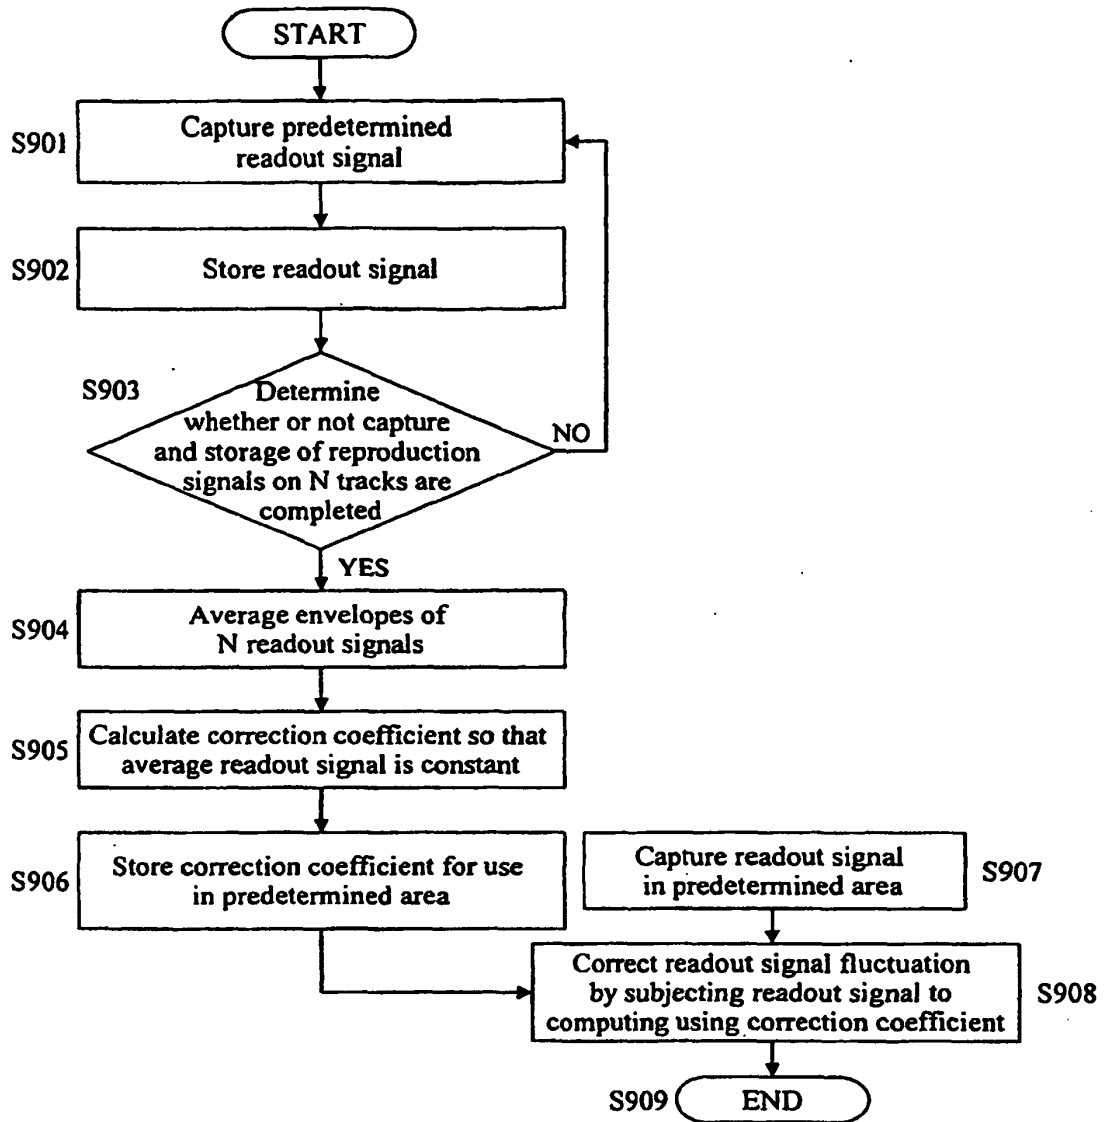 START
S901
Capture predetermined
readout signal
S902
Store readout signal
S903
Determine
whether or not capture
and storage of reproduction
signals on N tracks are
completed
NO
YES
S904
Average envelopes of
N readout signals
S905
Calculate correction coefficient so that
average readout signal is constant
S906
Store correction coefficient for use
in predetermined area
Capture readout signal
in predetermined area
S907
Correct readout signal fluctuation
by subjecting readout signal to
computing using correction coefficient
S908
S909
END